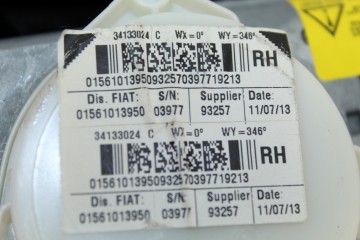 34133024 C WX=0° WY=346°
RH
01561013950932570397719213
Dis. FIAT: S/N: Supplier Date:
01561013950 03977 93257 11/07/13
34133024 C WX=0° WY=346°
RH
01561013950932570397719213
Dis. FIAT: S/N: Supplier Date:
01561013950 03977 93257 11/07/13